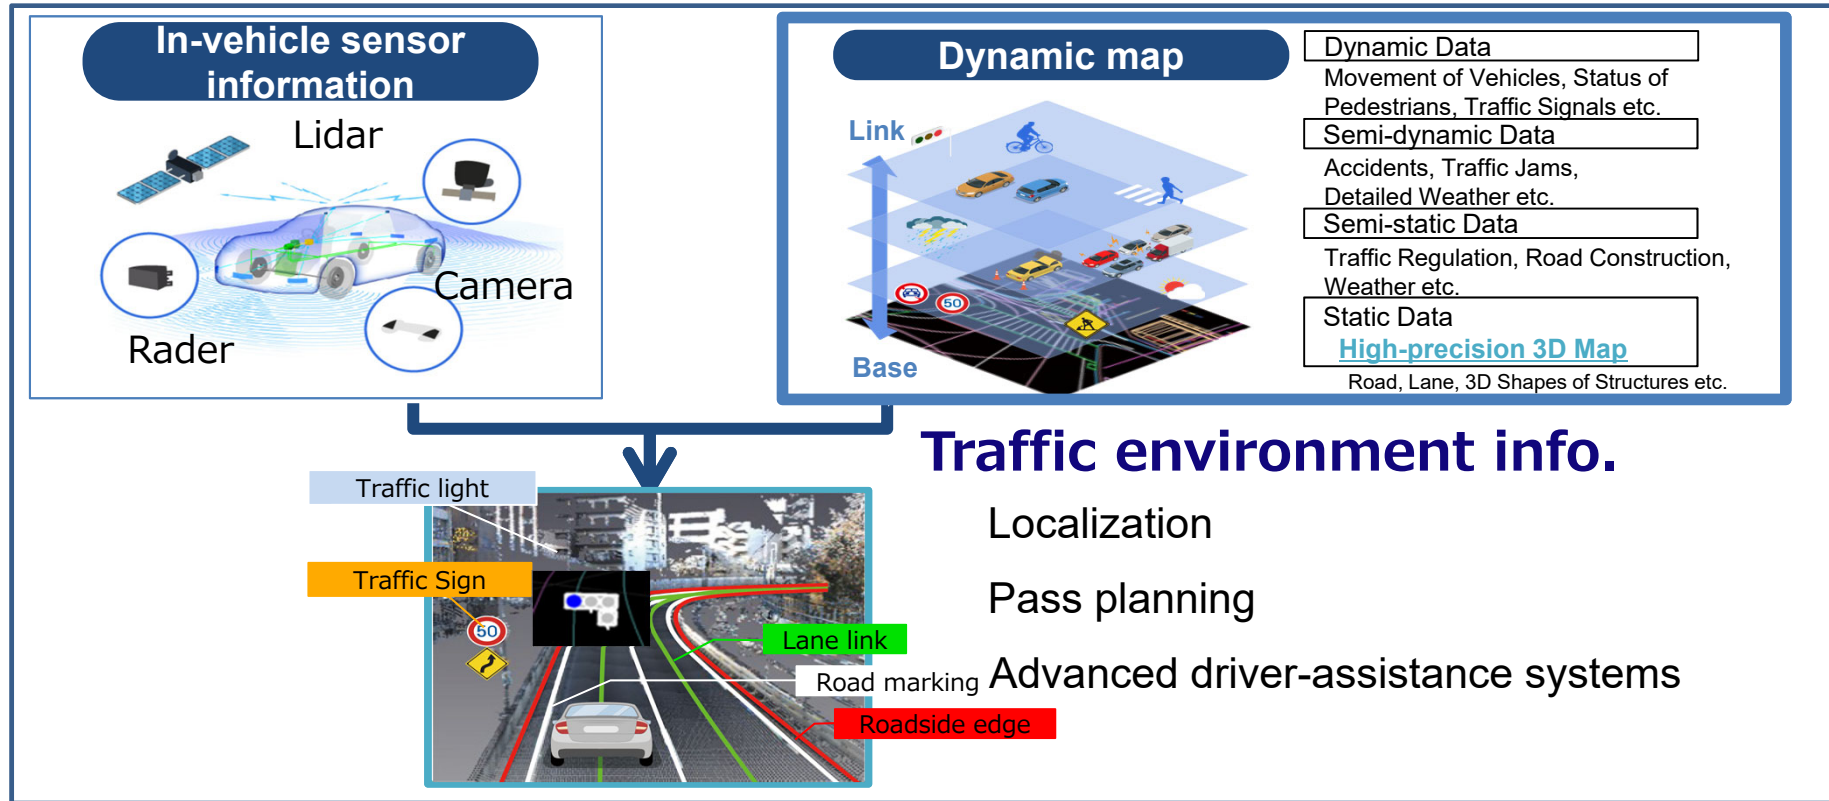 In-vehicle sensor
information
Lidar
Camera
Rader
Dynamic map
Link
Base
50
Dynamic Data
Movement of Vehicles, Status of
Pedestrians, Traffic Signals etc.
Semi-dynamic Data
Accidents, Traffic Jams,
Detailed Weather etc.
Semi-static Data
Traffic Regulation, Road Construction,
Weather etc.
Static Data
High-precision 3D Map
Road, Lane, 3D Shapes of Structures etc.
Traffic environment info.
Localization
Pass planning
Advanced driver-assistance systems
Traffic light
Traffic Sign
50
Lane link
Road marking
Roadside edge